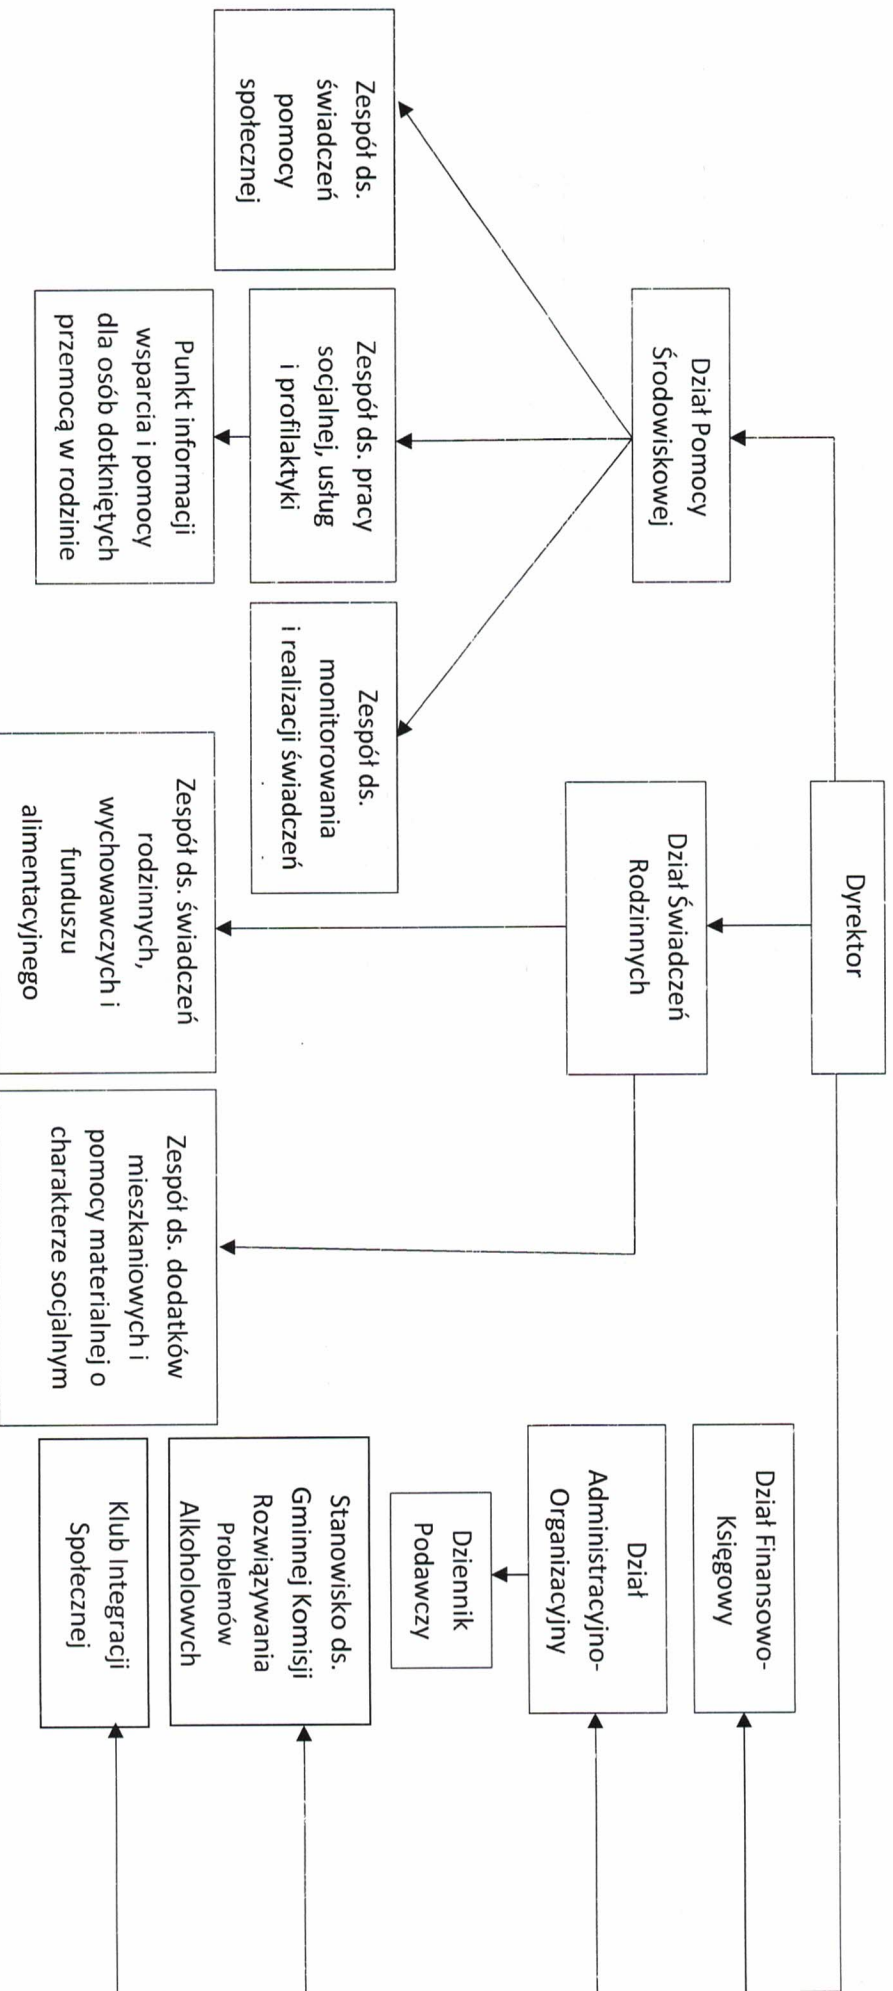 Dyrektor
Dział Pomocy
Środowiskowej
Dział Świadczeń
Rodzinnych
Dział Finansowo-
Księgowy
Dział
Administracyjno-
Organizacyjny
Dziennik
Podawczy
Zespół ds.
świadczeń
pomocy
społecznej
Zespół ds. pracy
socjalnej, usług
i profilaktyki
Zespół ds.
monitorowania
i realizacji świadczeń
Punkt informacji
wsparcia i pomocy
dla osób dotkniętych
przemocą w rodzinie
Zespół ds. świadczeń
rodzinnych,
wychowawczych i
funduszu
alimentacyjnego
Zespół ds. dodatków
mieszkaniowych i
pomocy materialnej o
charakterze socjalnym
Stanowisko ds.
Gminnej Komisji
Rozwiązywania
Problemów
Alkoholowych
Klub Integracji
Społecznej